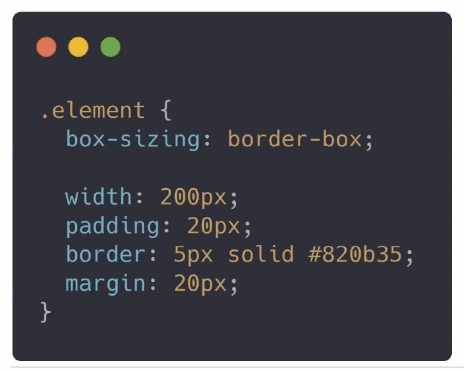 .element {
  box-sizing: border-box;

  width: 200px;
  padding: 20px;
  border: 5px solid #820b35;
  margin: 20px;
}